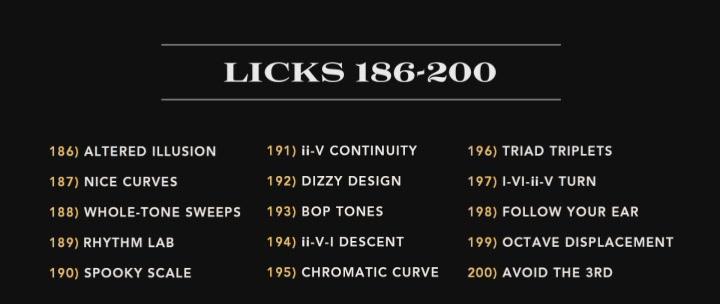 LICKS 186-200
186) ALTERED ILLUSION
187) NICE CURVES
188) WHOLE-TONE SWEEPS
189) RHYTHM LAB
190) SPOOKY SCALE
191) ii-V CONTINUITY
192) DIZZY DESIGN
193) BOP TONES
194) ii-V-I DESCENT
195) CHROMATIC CURVE
196) TRIAD TRIPLETS
197) I-VI-ii-V TURN
198) FOLLOW YOUR EAR
199) OCTAVE DISPLACEMENT
200) AVOID THE 3RD